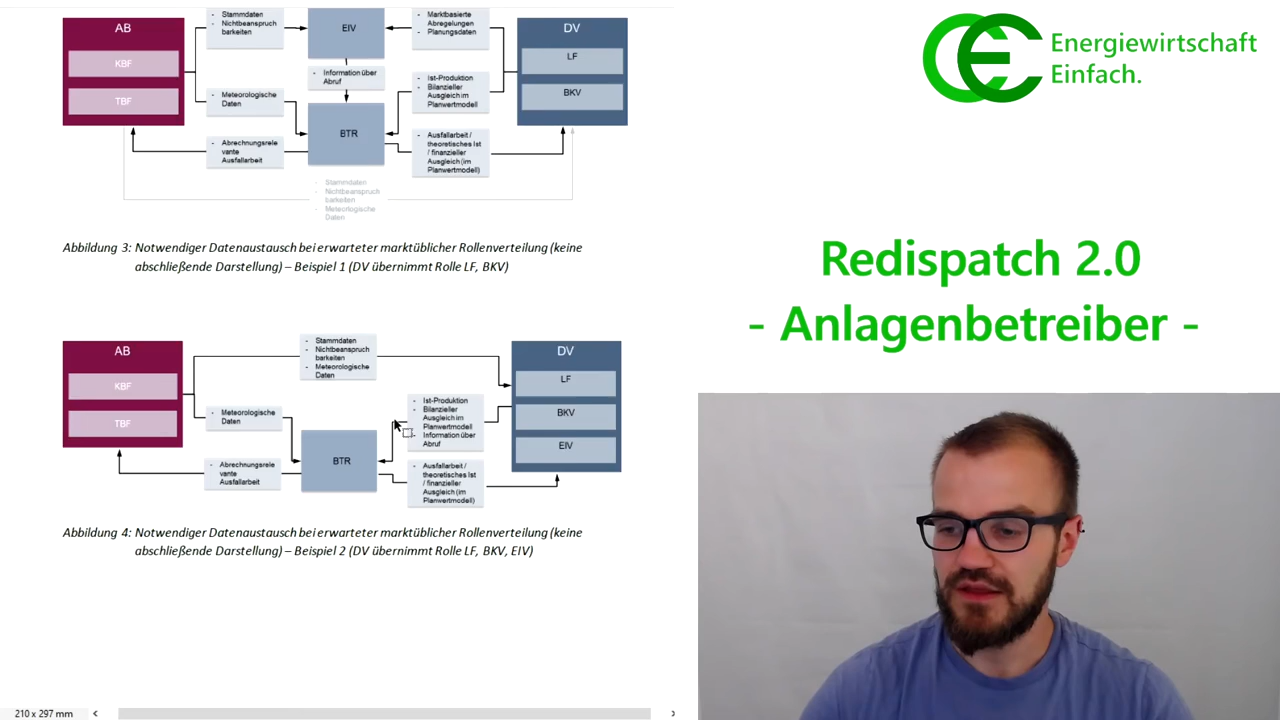 AB
KBF
TBF
- Stammdaten
- Nichtbeanspruch
barkeiten
EIV
- Marktbasierte
Abregelungen
- Planungsdaten
DV
LF
BKV
- Information über
Abruf
- Meteorologische
Daten
BTR
- Ist-Produktion
- Bilanzieller
Ausgleich im
Planwertmodell
- Abrechnungsrele
vante
Ausfallarbeit
- Ausfallarbeit /
theoretisches Ist
/ finanzieller
Ausgleich (im
Planwertmodell)
- Stammdaten
- Nichtbeanspruch
barkeiten
- Meteorologische
Daten
Abbildung 3: Notwendiger Datenaustausch bei erwarteter marktüblicher Rollenverteilung (keine
abschließende Darstellung) – Beispiel 1 (DV übernimmt Rolle LF, BKV)
AB
KBF
TBF
- Stammdaten
- Nichtbeanspruch
barkeiten
- Meteorologische
Daten
DV
LF
BKV
EIV
- Meteorologische
Daten
BTR
- Ist-Produktion
- Bilanzieller
Ausgleich im
Planwertmodell
- Information über
Abruf
- Abrechnungsrele
vante
Ausfallarbeit
- Ausfallarbeit /
theoretisches Ist
/ finanzieller
Ausgleich (im
Planwertmodell)
Abbildung 4: Notwendiger Datenaustausch bei erwarteter marktüblicher Rollenverteilung (keine
abschließende Darstellung) – Beispiel 2 (DV übernimmt Rolle LF, BKV, EIV)
210 x 297 mm
Energiewirtschaft
Einfach.
Redispatch 2.0
- Anlagenbetreiber -